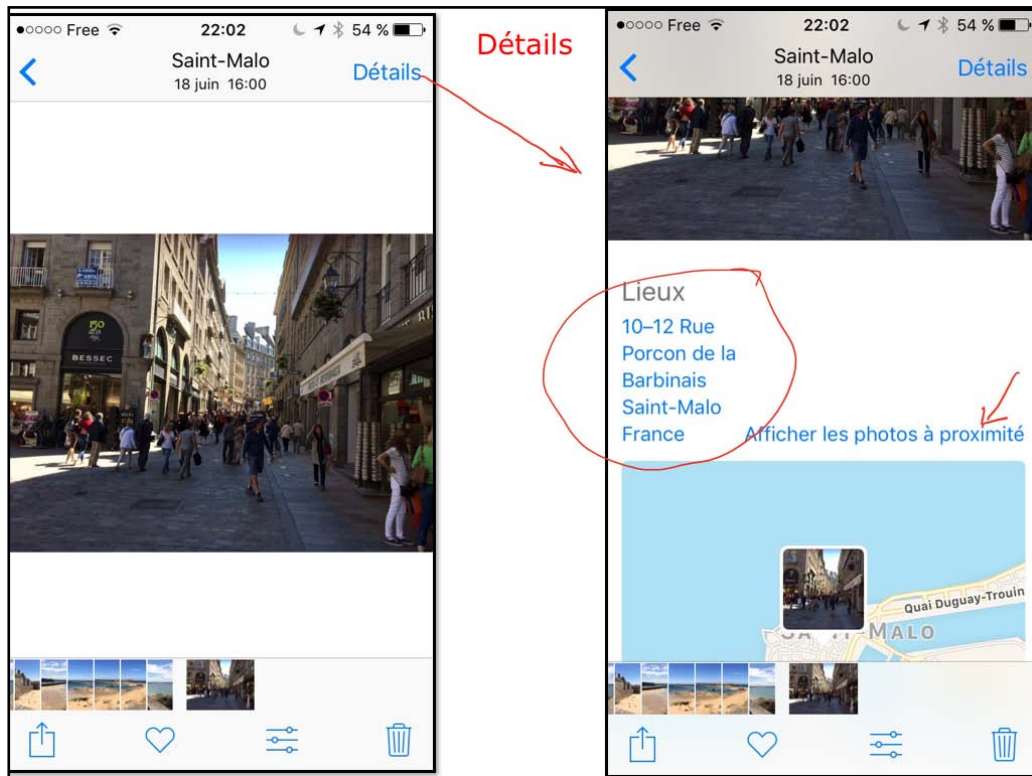 ●○○○○ Free 22:02 54 %
Saint-Malo
18 juin 16:00
Détails
150
BESSEC
Détails
●○○○○ Free 22:02 54 %
Saint-Malo
18 juin 16:00
Détails
Lieux
10–12 Rue
Porcon de la
Barbinais
Saint-Malo
France
Afficher les photos à proximité
Quai Duguay-Trouin
MALO